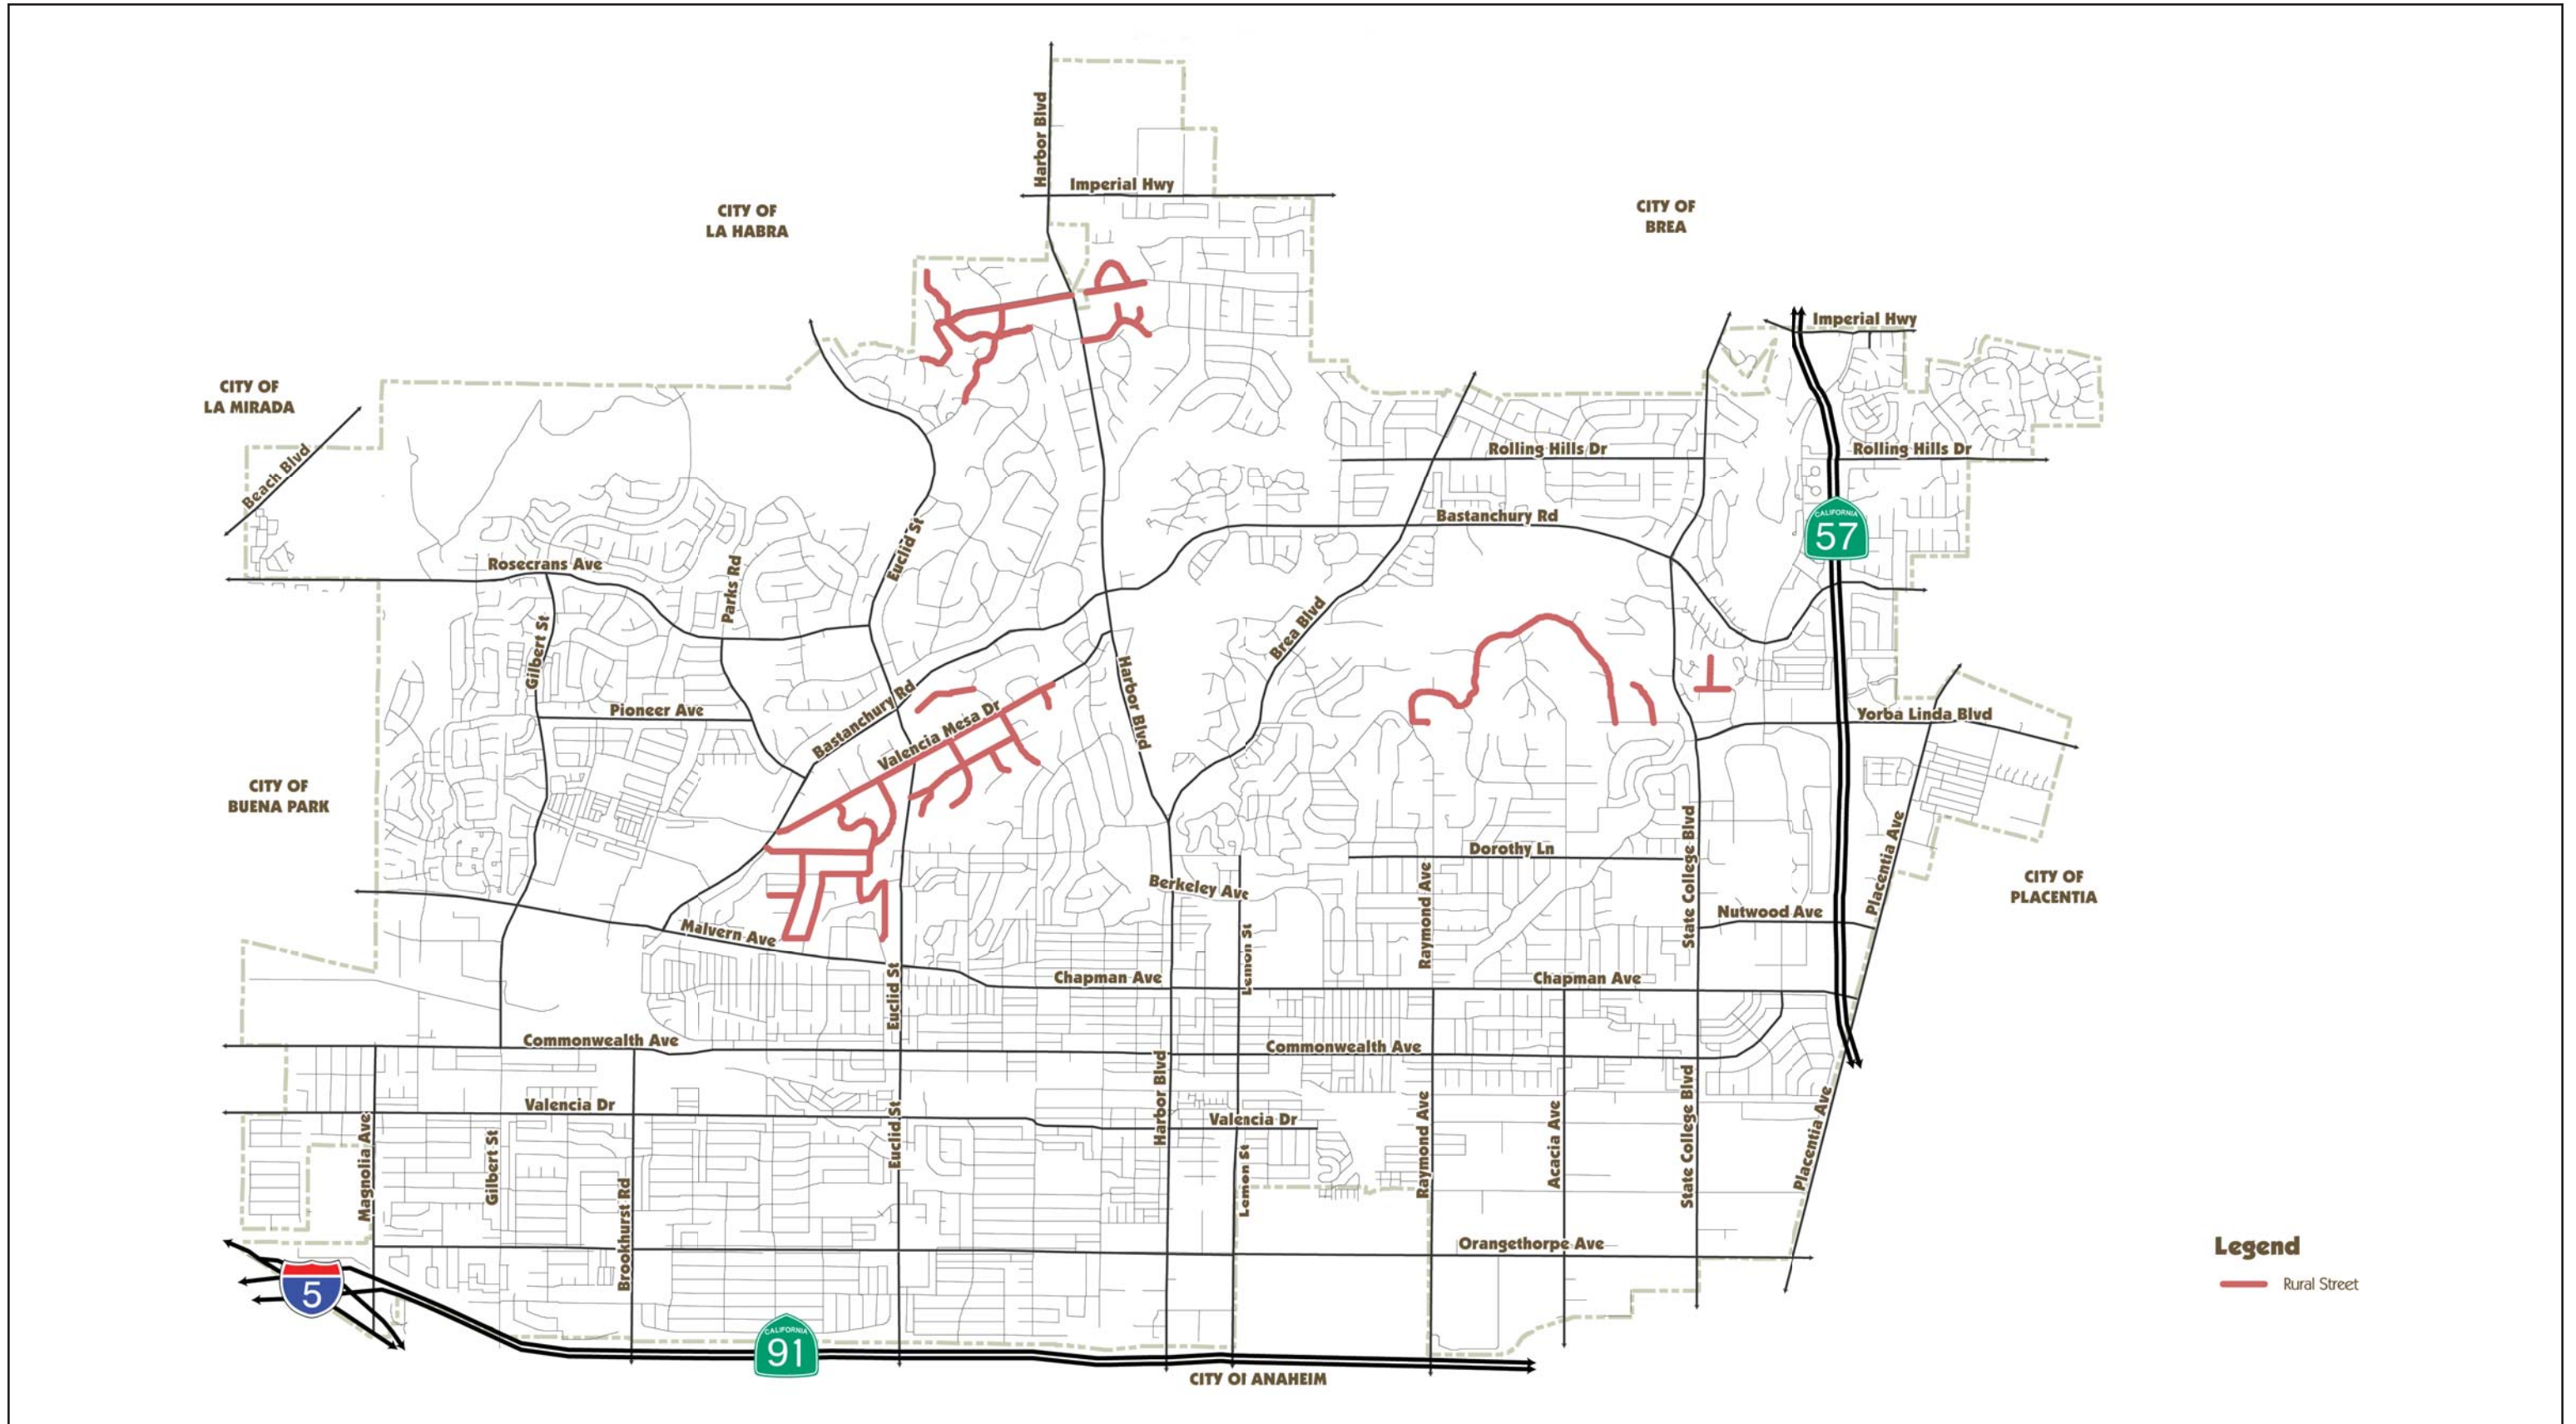 Harbor Blvd
Imperial Hwy
CITY OF
LA HABRA
CITY OF
BREA
Imperial Hwy
CITY OF
LA MIRADA
Beach Blvd
Rolling Hills Dr
Rolling Hills Dr
Bastanchury Rd
CALIFORNIA
57
Euclid St
Rosecrans Ave
Parks Rd
Gilbert St
Brea Blvd
Harbor Blvd
Pioneer Ave
Bastanchury Rd
Valencia Mesa Dr
Yorba Linda Blvd
CITY OF
BUENA PARK
Dorothy Ln
State College Blvd
Placentia Ave
Raymond Ave
Berkeley Ave
CITY OF
PLACENTIA
Nutwood Ave
Malvern Ave
Lemon St
Chapman Ave
Chapman Ave
Euclid St
Commonwealth Ave
Commonwealth Ave
Harbor Blvd
Valencia Dr
Valencia Dr
Magnolia Ave
Gilbert St
Brookhurst Rd
Euclid St
Lemon St
Raymond Ave
Acacia Ave
State College Blvd
Placentia Ave
Orangethorpe Ave
Legend
Rural Street
5
CALIFORNIA
91
CITY OI ANAHEIM